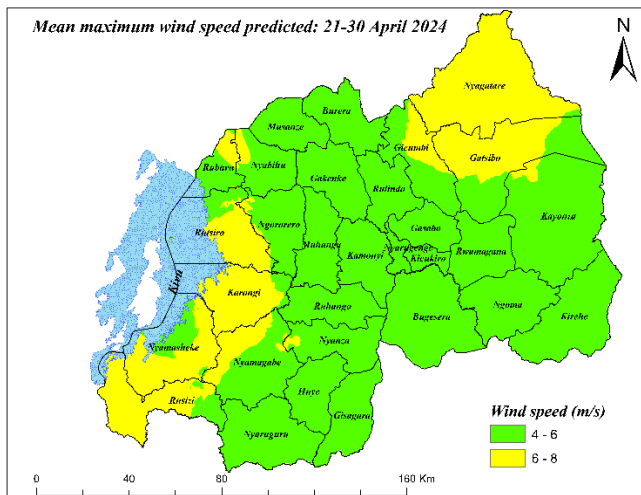 Mean maximum wind speed predicted: 21-30 April 2024
N
Nyagatare
Burera
Musanze
Gicumbi
Gatsibo
Rubavu
Nyabihu
Gakenke
Rulindo
Kayonza
Rutsiro
Ngororero
Gasabo
Muhanga
Kamonyi
Nyarugenge
Kicukiro
Rwamagana
Kivu
Karongi
Ruhango
Bugesera
Ngoma
Kirehe
Nyamasheke
Nyamagabe
Nyanza
Rusizi
Huye
Gisagara
Nyaruguru
Wind speed (m/s)
4 - 6
6 - 8
0 40 80 160 Km